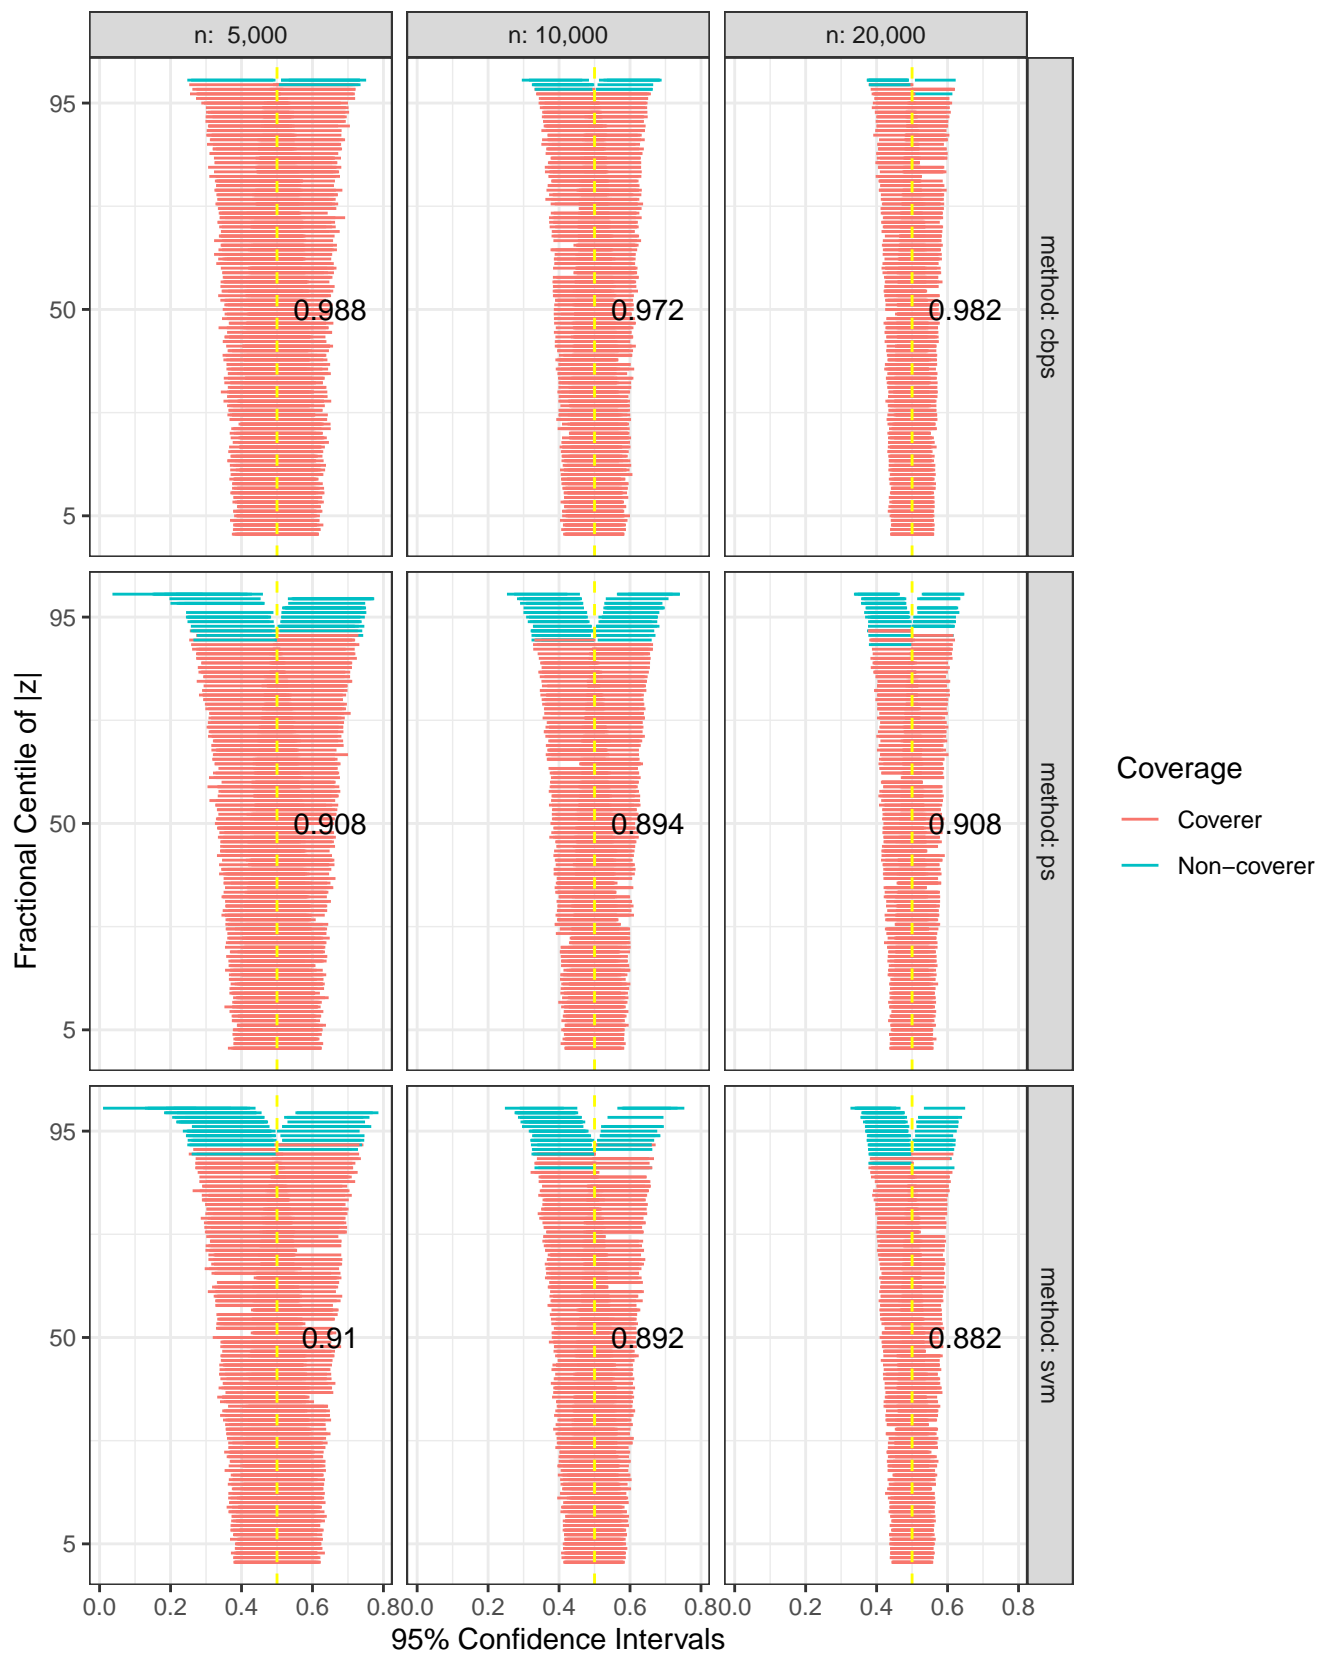 n:  5,000
n: 10,000
n: 20,000
95
50
5
0.988
0.972
0.982
method: cbps
95
50
5
0.908
0.894
0.908
method: ps
95
50
5
0.91
0.892
0.882
method: svm
Fractional Centile of |z|
0.0 0.2 0.4 0.6 0.8
0.0 0.2 0.4 0.6 0.8
0.0 0.2 0.4 0.6 0.8
95% Confidence Intervals
Coverage
Coverer
Non−coverer